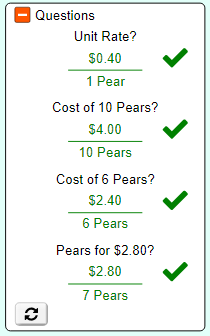 Questions
Unit Rate?
$0.40
1 Pear
Cost of 10 Pears?
$4.00
10 Pears
Cost of 6 Pears?
$2.40
6 Pears
Pears for $2.80?
$2.80
7 Pears